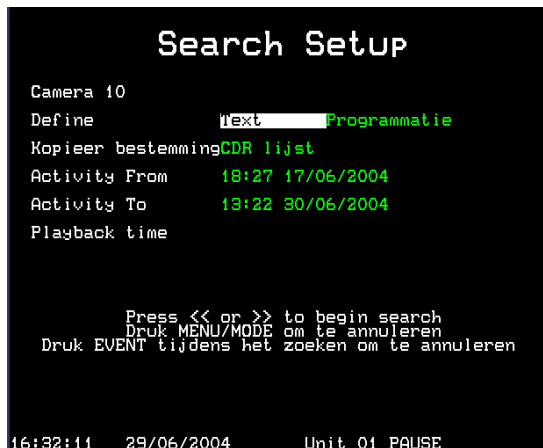 Search Setup
Camera 10
Define Text Programmatie
Kopieer bestemmingCDR lijst
Activity From 18:27 17/06/2004
Activity To 13:22 30/06/2004
Playback time
Press << or >> to begin search
Druk MENU/MODE om te annuleren
Druk EVENT tijdens het zoeken om te annuleren
16:32:11 29/06/2004 Unit 01 PAUSE